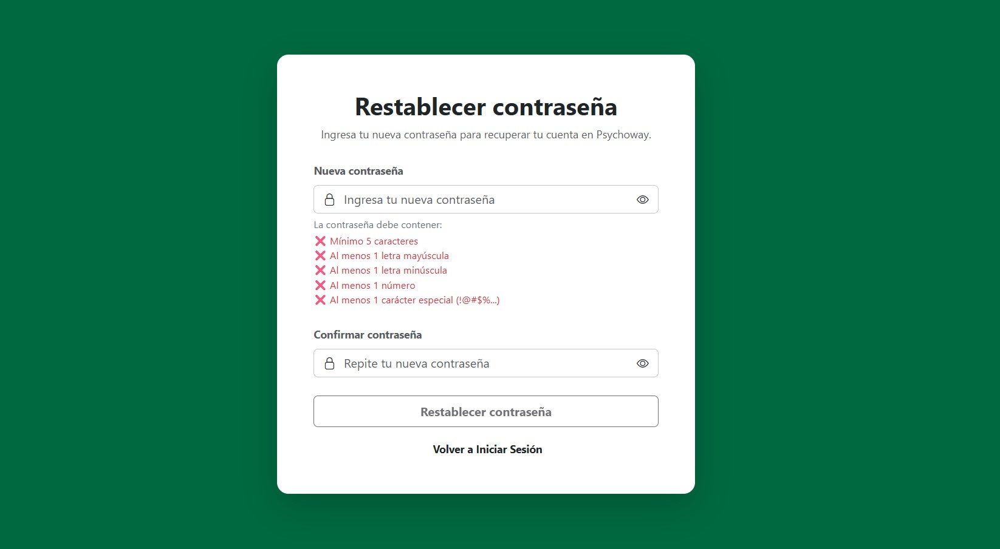 Restablecer contraseña
Ingresa tu nueva contraseña para recuperar tu cuenta en Psychoway.
Nueva contraseña
Ingresa tu nueva contraseña
La contraseña debe contener:
❌ Mínimo 5 caracteres
❌ Al menos 1 letra mayúscula
❌ Al menos 1 letra minúscula
❌ Al menos 1 número
❌ Al menos 1 carácter especial (!@#$%...)
Confirmar contraseña
Repite tu nueva contraseña
Restablecer contraseña
Volver a Iniciar Sesión